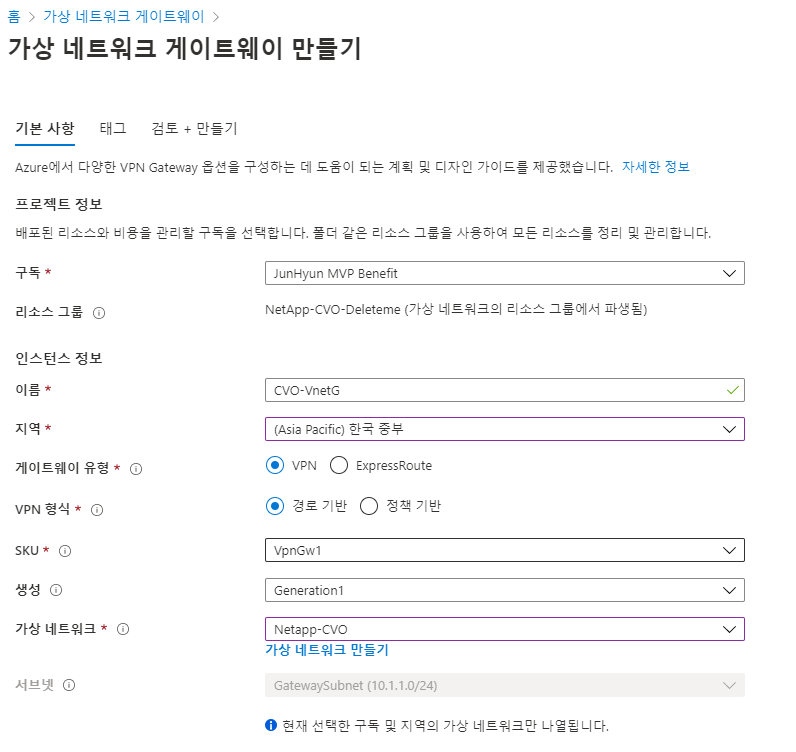 홈 > 가상 네트워크 게이트웨이 >
가상 네트워크 게이트웨이 만들기
기본 사항 태그 검토 + 만들기
Azure에서 다양한 VPN Gateway 옵션을 구성하는 데 도움이 되는 계획 및 디자인 가이드를 제공했습니다. 자세한 정보
프로젝트 정보
배포된 리소스와 비용을 관리할 구독을 선택합니다. 폴더 같은 리소스 그룹을 사용하여 모든 리소스를 정리 및 관리합니다.
구독 * JunHyun MVP Benefit
리소스 그룹 NetApp-CVO-Deleteme (가상 네트워크의 리소스 그룹에서 파생됨)
인스턴스 정보
이름 * CVO-VnetG
지역 * (Asia Pacific) 한국 중부
게이트웨이 유형 * VPN ExpressRoute
VPN 형식 * 경로 기반 정책 기반
SKU * VpnGw1
생성 Generation1
가상 네트워크 * Netapp-CVO
가상 네트워크 만들기
서브넷 GatewaySubnet (10.1.1.0/24)
현재 선택한 구독 및 지역의 가상 네트워크만 나열됩니다.